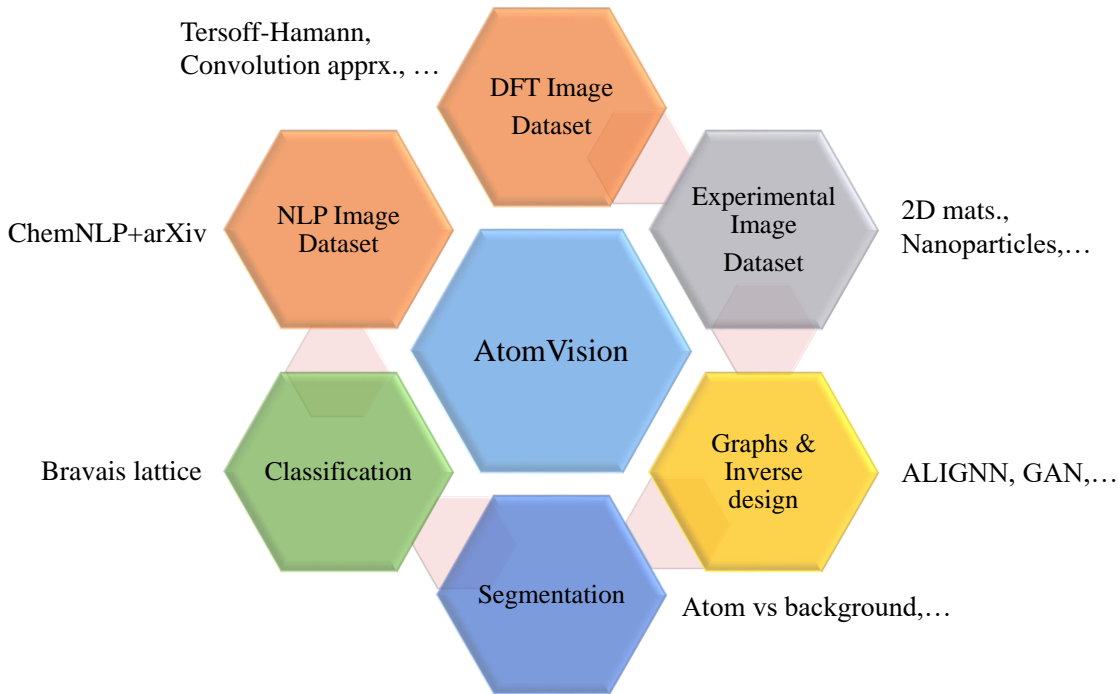 Tersoff-Hamann,
Convolution apprx., …
DFT Image
Dataset
NLP Image
Dataset
Experimental
Image
Dataset
ChemNLP+arXiv
2D mats.,
Nanoparticles,…
AtomVision
Bravais lattice
Classification
Graphs &
Inverse
design
ALIGNN, GAN,…
Segmentation
Atom vs background,…